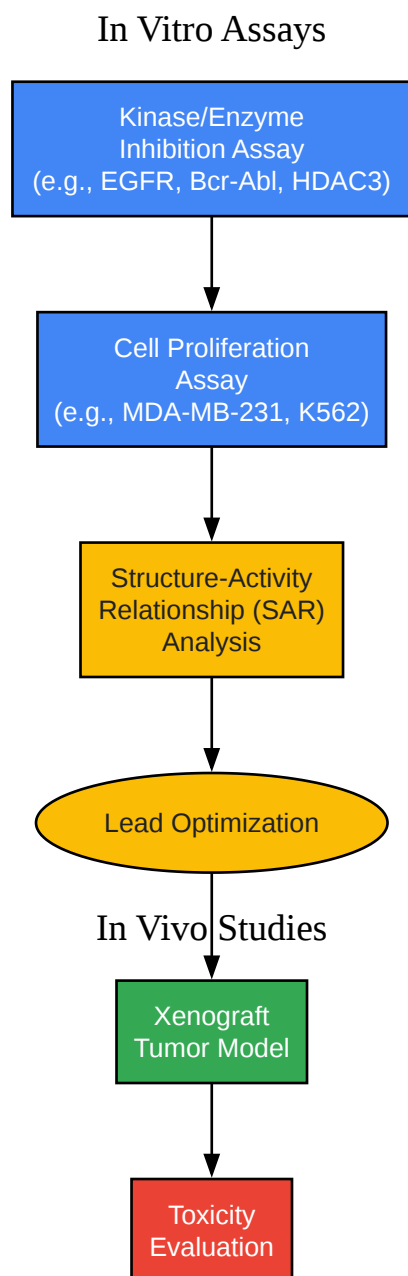 In Vitro Assays
Kinase/Enzyme
Inhibition Assay
(e.g., EGFR, Bcr-Abl, HDAC3)
Cell Proliferation
Assay
(e.g., MDA-MB-231, K562)
Structure-Activity
Relationship (SAR)
Analysis
Lead Optimization
In Vivo Studies
Xenograft
Tumor Model
Toxicity
Evaluation